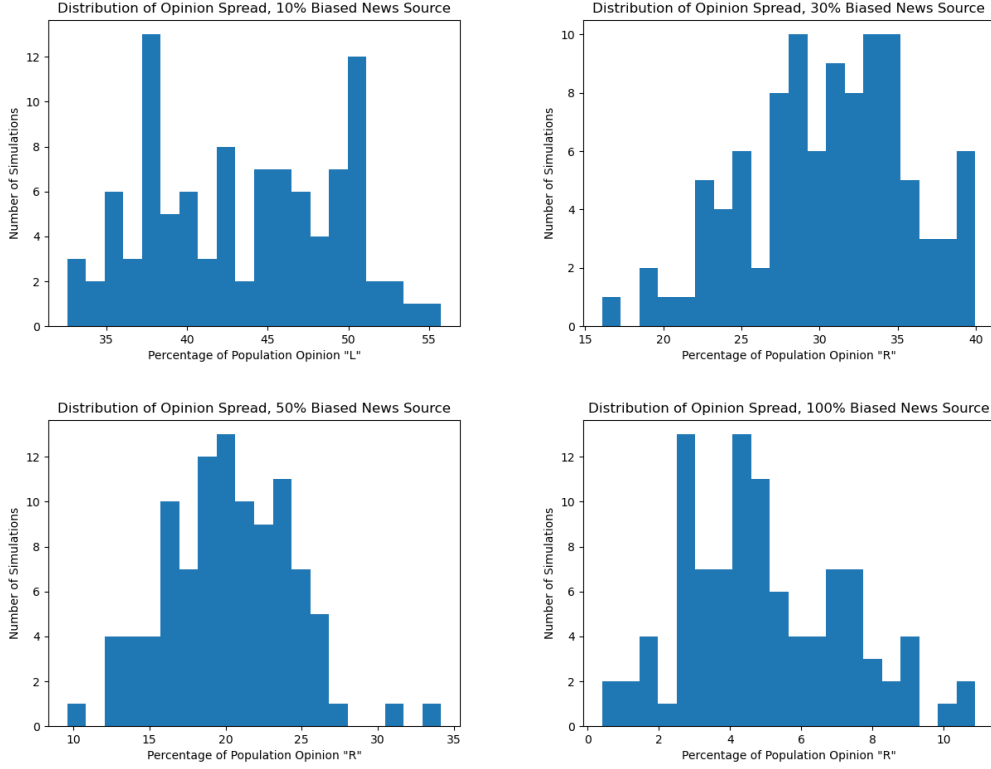 Distribution of Opinion Spread, 10% Biased News Source
Number of Simulations
12
10
8
6
4
2
0
35 40 45 50 55
Percentage of Population Opinion "L"
Distribution of Opinion Spread, 30% Biased News Source
Number of Simulations
10
8
6
4
2
0
15 20 25 30 35 40
Percentage of Population Opinion "R"
Distribution of Opinion Spread, 50% Biased News Source
Number of Simulations
12
10
8
6
4
2
0
10 15 20 25 30 35
Percentage of Population Opinion "R"
Distribution of Opinion Spread, 100% Biased News Source
Number of Simulations
12
10
8
6
4
2
0
0 2 4 6 8 10
Percentage of Population Opinion "R"